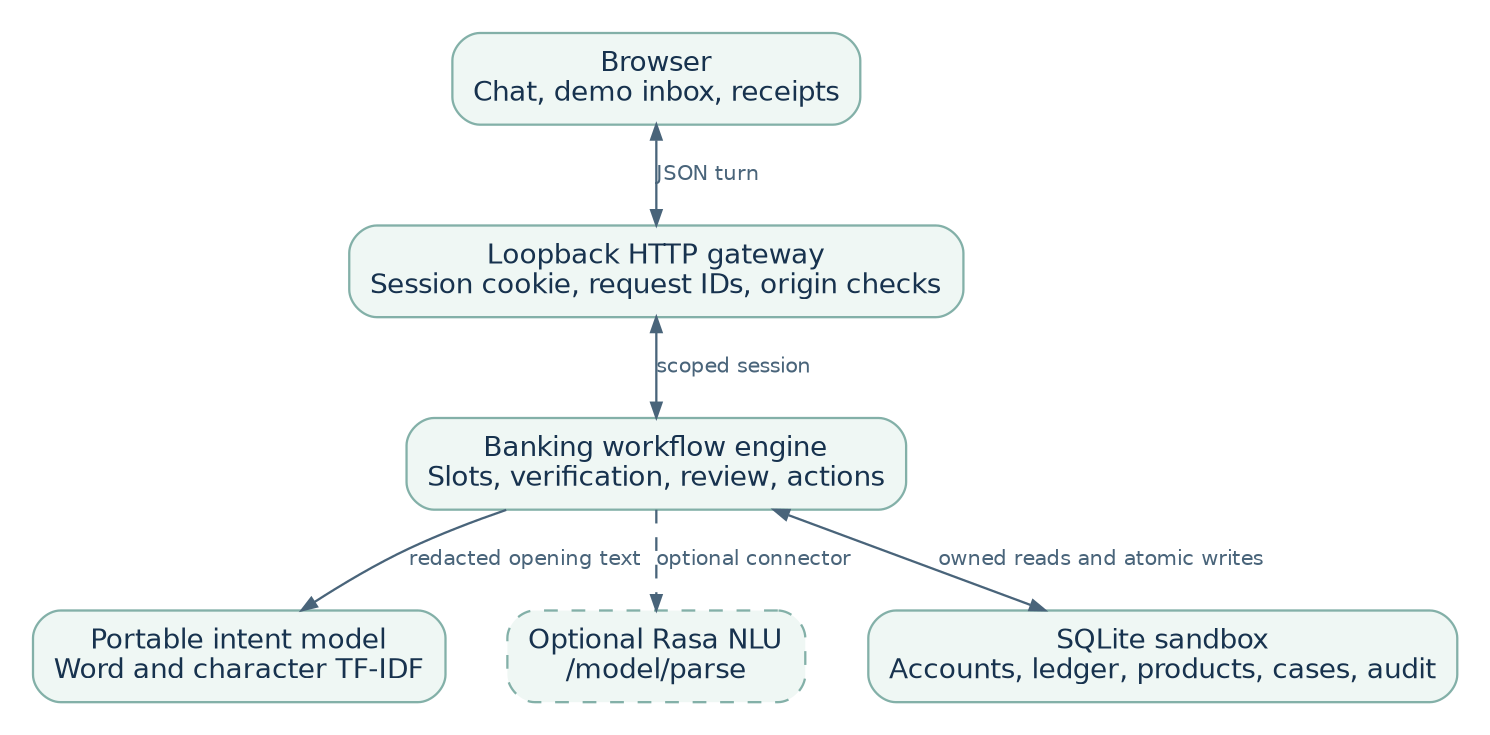 Browser
Chat, demo inbox, receipts
JSON turn
Loopback HTTP gateway
Session cookie, request IDs, origin checks
scoped session
Banking workflow engine
Slots, verification, review, actions
redacted opening text
optional connector
owned reads and atomic writes
Portable intent model
Word and character TF-IDF
Optional Rasa NLU
/model/parse
SQLite sandbox
Accounts, ledger, products, cases, audit